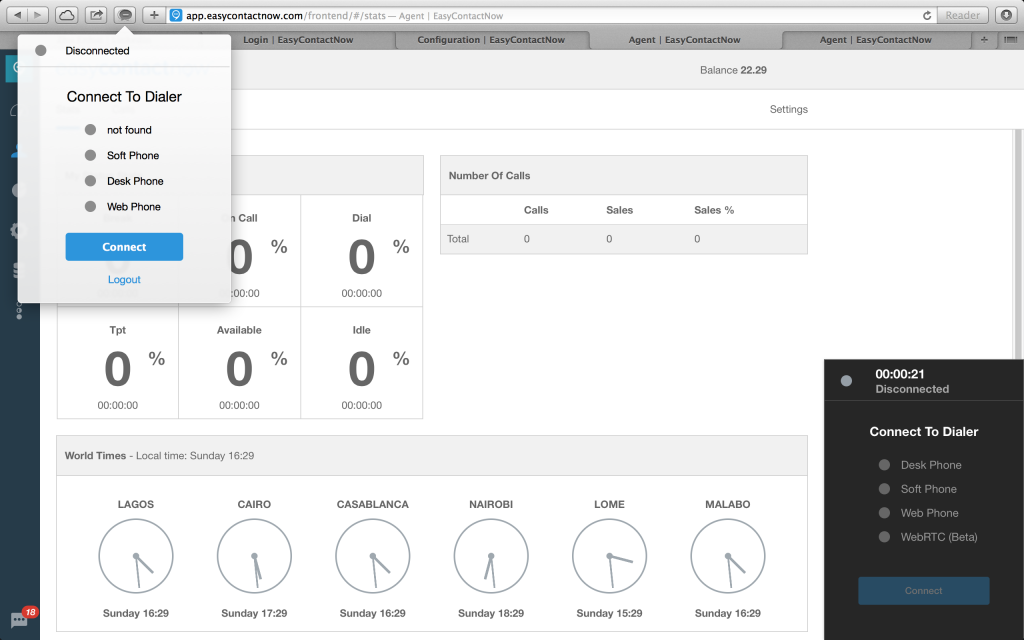 app.easycontactnow.com/frontend/#/stats — Agent | EasyContactNow
Reader
Login | EasyContactNow
Configuration | EasyContactNow
Agent | EasyContactNow
Agent | EasyContactNow
Disconnected
Connect To Dialer
not found
Soft Phone
Desk Phone
Web Phone
Connect
Logout
Balance 22.29
Settings
Number Of Calls
Calls Sales Sales %
Total 0 0 0
Call Dial
0 % 0 %
:00:00 00:00:00
Tpt Available Idle
0 % 0 % 0 %
00:00:00 00:00:00 00:00:00
World Times - Local time: Sunday 16:29
LAGOS CAIRO CASABLANCA NAIROBI LOME MALABO
Sunday 16:29 Sunday 17:29 Sunday 16:29 Sunday 18:29 Sunday 15:29 Sunday 16:29
18
00:00:21
Disconnected
Connect To Dialer
Desk Phone
Soft Phone
Web Phone
WebRTC (Beta)
Connect